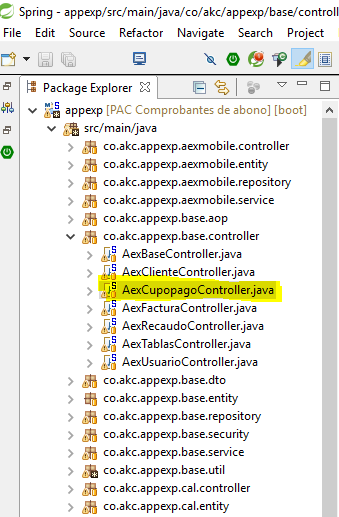 Spring - appexp/src/main/java/co/akc/appexp/base/control
File Edit Source Refactor Navigate Search Project
Package Explorer
appexp [PAC Comprobantes de abono] [boot]
src/main/java
co.akc.appexp.aexmobile.controller
co.akc.appexp.aexmobile.entity
co.akc.appexp.aexmobile.repository
co.akc.appexp.aexmobile.service
co.akc.appexp.base.aop
co.akc.appexp.base.controller
AexBaseController.java
AexClienteController.java
AexCupopagoController.java
AexFacturaController.java
AexRecaudoController.java
AexTablasController.java
AexUsuarioController.java
co.akc.appexp.base.dto
co.akc.appexp.base.entity
co.akc.appexp.base.repository
co.akc.appexp.base.security
co.akc.appexp.base.service
co.akc.appexp.base.util
co.akc.appexp.cal.controller
co.akc.appexp.cal.entity